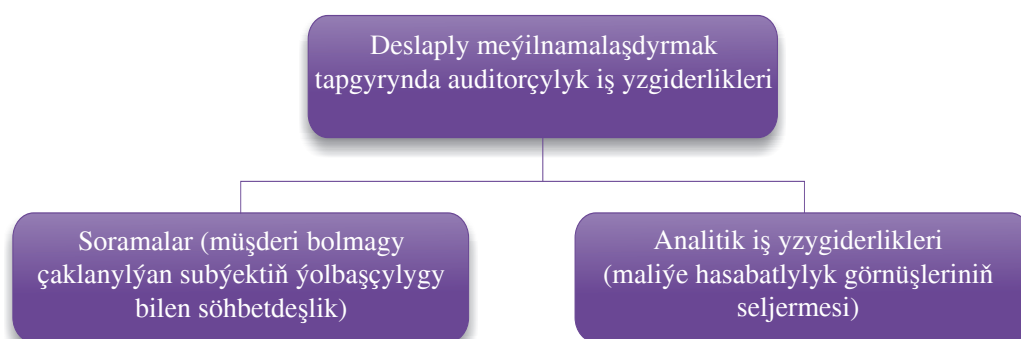 Deslaply meýilnamalaşdyrmak
tapgyrynda auditorçylyk iş yzgiderlikleri
Soramalar (müşderi bolmagy
çaklanylýan subýektiň ýolbaşçylygy
bilen söhbetdeşlik)
Analitik iş yzygiderlikleri
(maliýe hasabatlylyk görnüşleriniň
seljermesi)